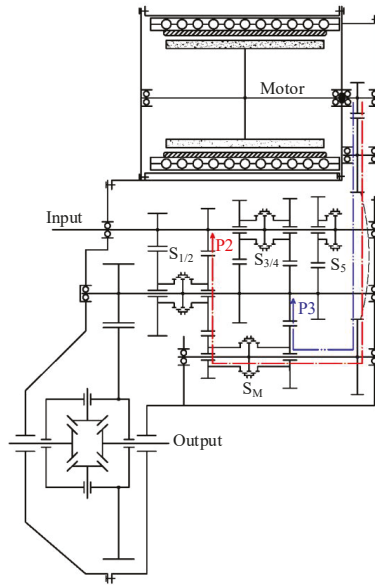 Motor
Input
S1/2
P2
S3/4
S5
P3
SM
Output